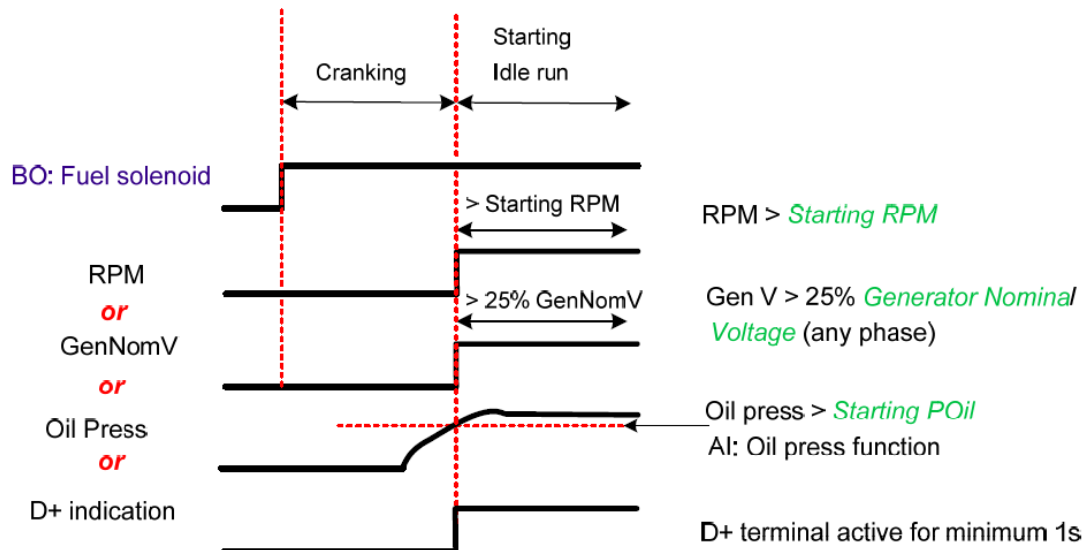 Starting
Cranking
Idle run
BO: Fuel solenoid
> Starting RPM
RPM > Starting RPM
RPM
or
> 25% GenNomV
Gen V > 25% Generator Nominal
Voltage (any phase)
GenNomV
or
Oil Press
Oil press > Starting POil
or
AI: Oil press function
D+ indication
D+ terminal active for minimum 1s